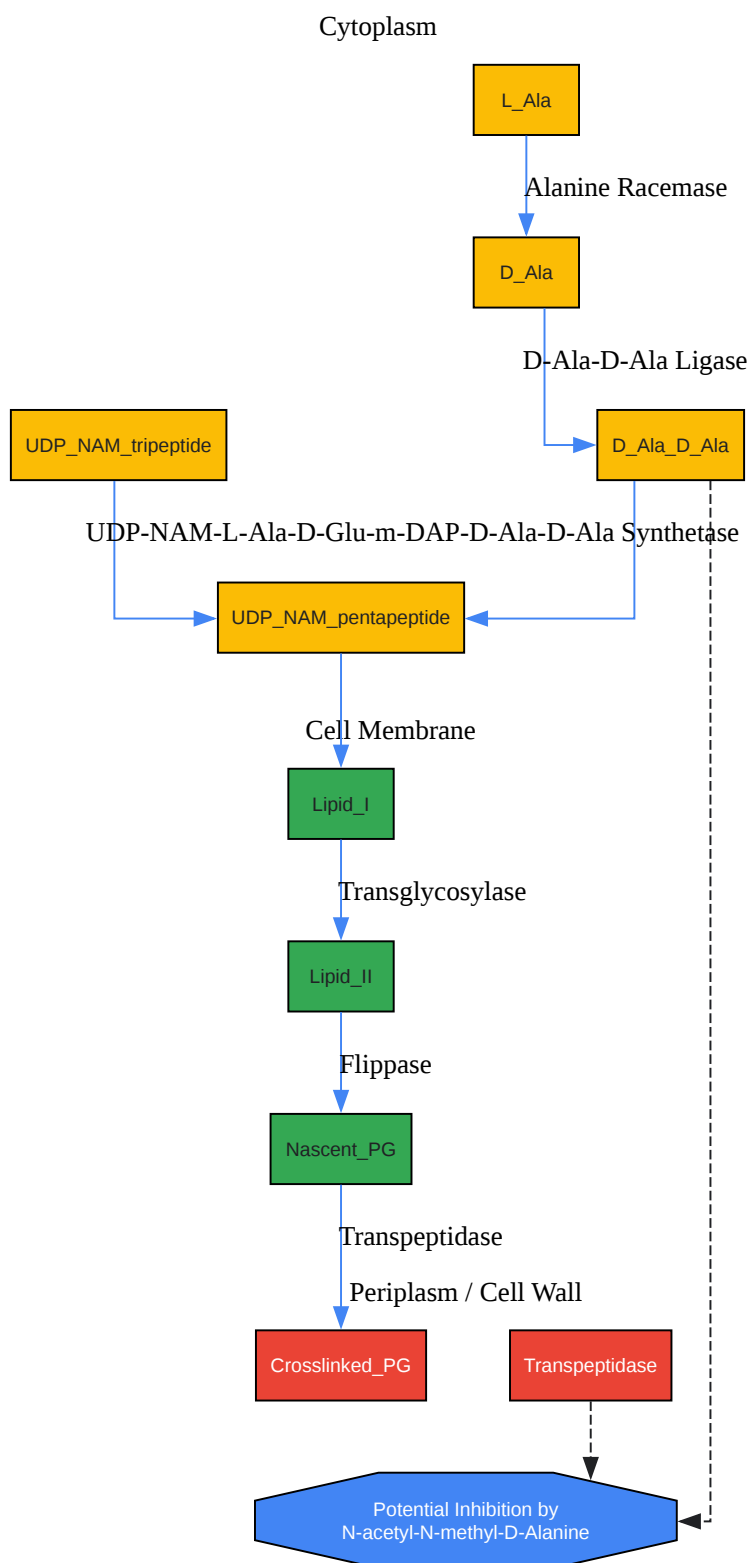 Cytoplasm
L_Ala
Alanine Racemase
D_Ala
D-Ala-D-Ala Ligase
UDP_NAM_tripeptide
D_Ala_D_Ala
UDP-NAM-L-Ala-D-Glu-m-DAP-D-Ala-D-Ala Synthetase
UDP_NAM_pentapeptide
Cell Membrane
Lipid_I
Transglycosylase
Lipid_II
Flippase
Nascent_PG
Transpeptidase
Periplasm / Cell Wall
Crosslinked_PG
Transpeptidase
Potential Inhibition by
N-acetyl-N-methyl-D-Alanine